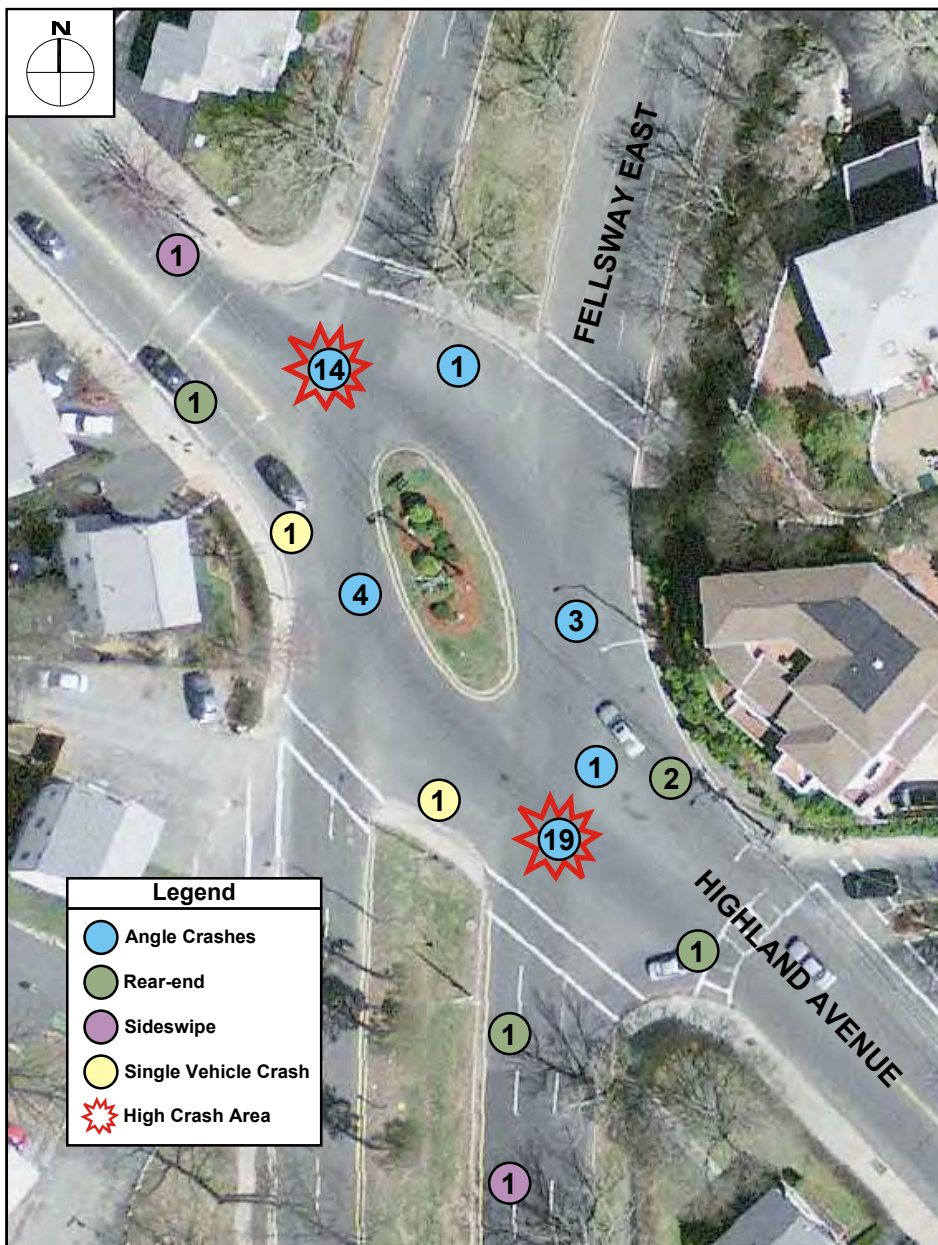 N
FELLSWAY EAST
1
14
1
1
1
4
3
1
2
1
19
HIGHLAND AVENUE
1
1
1
Legend
Angle Crashes
Rear-end
Sideswipe
Single Vehicle Crash
High Crash Area